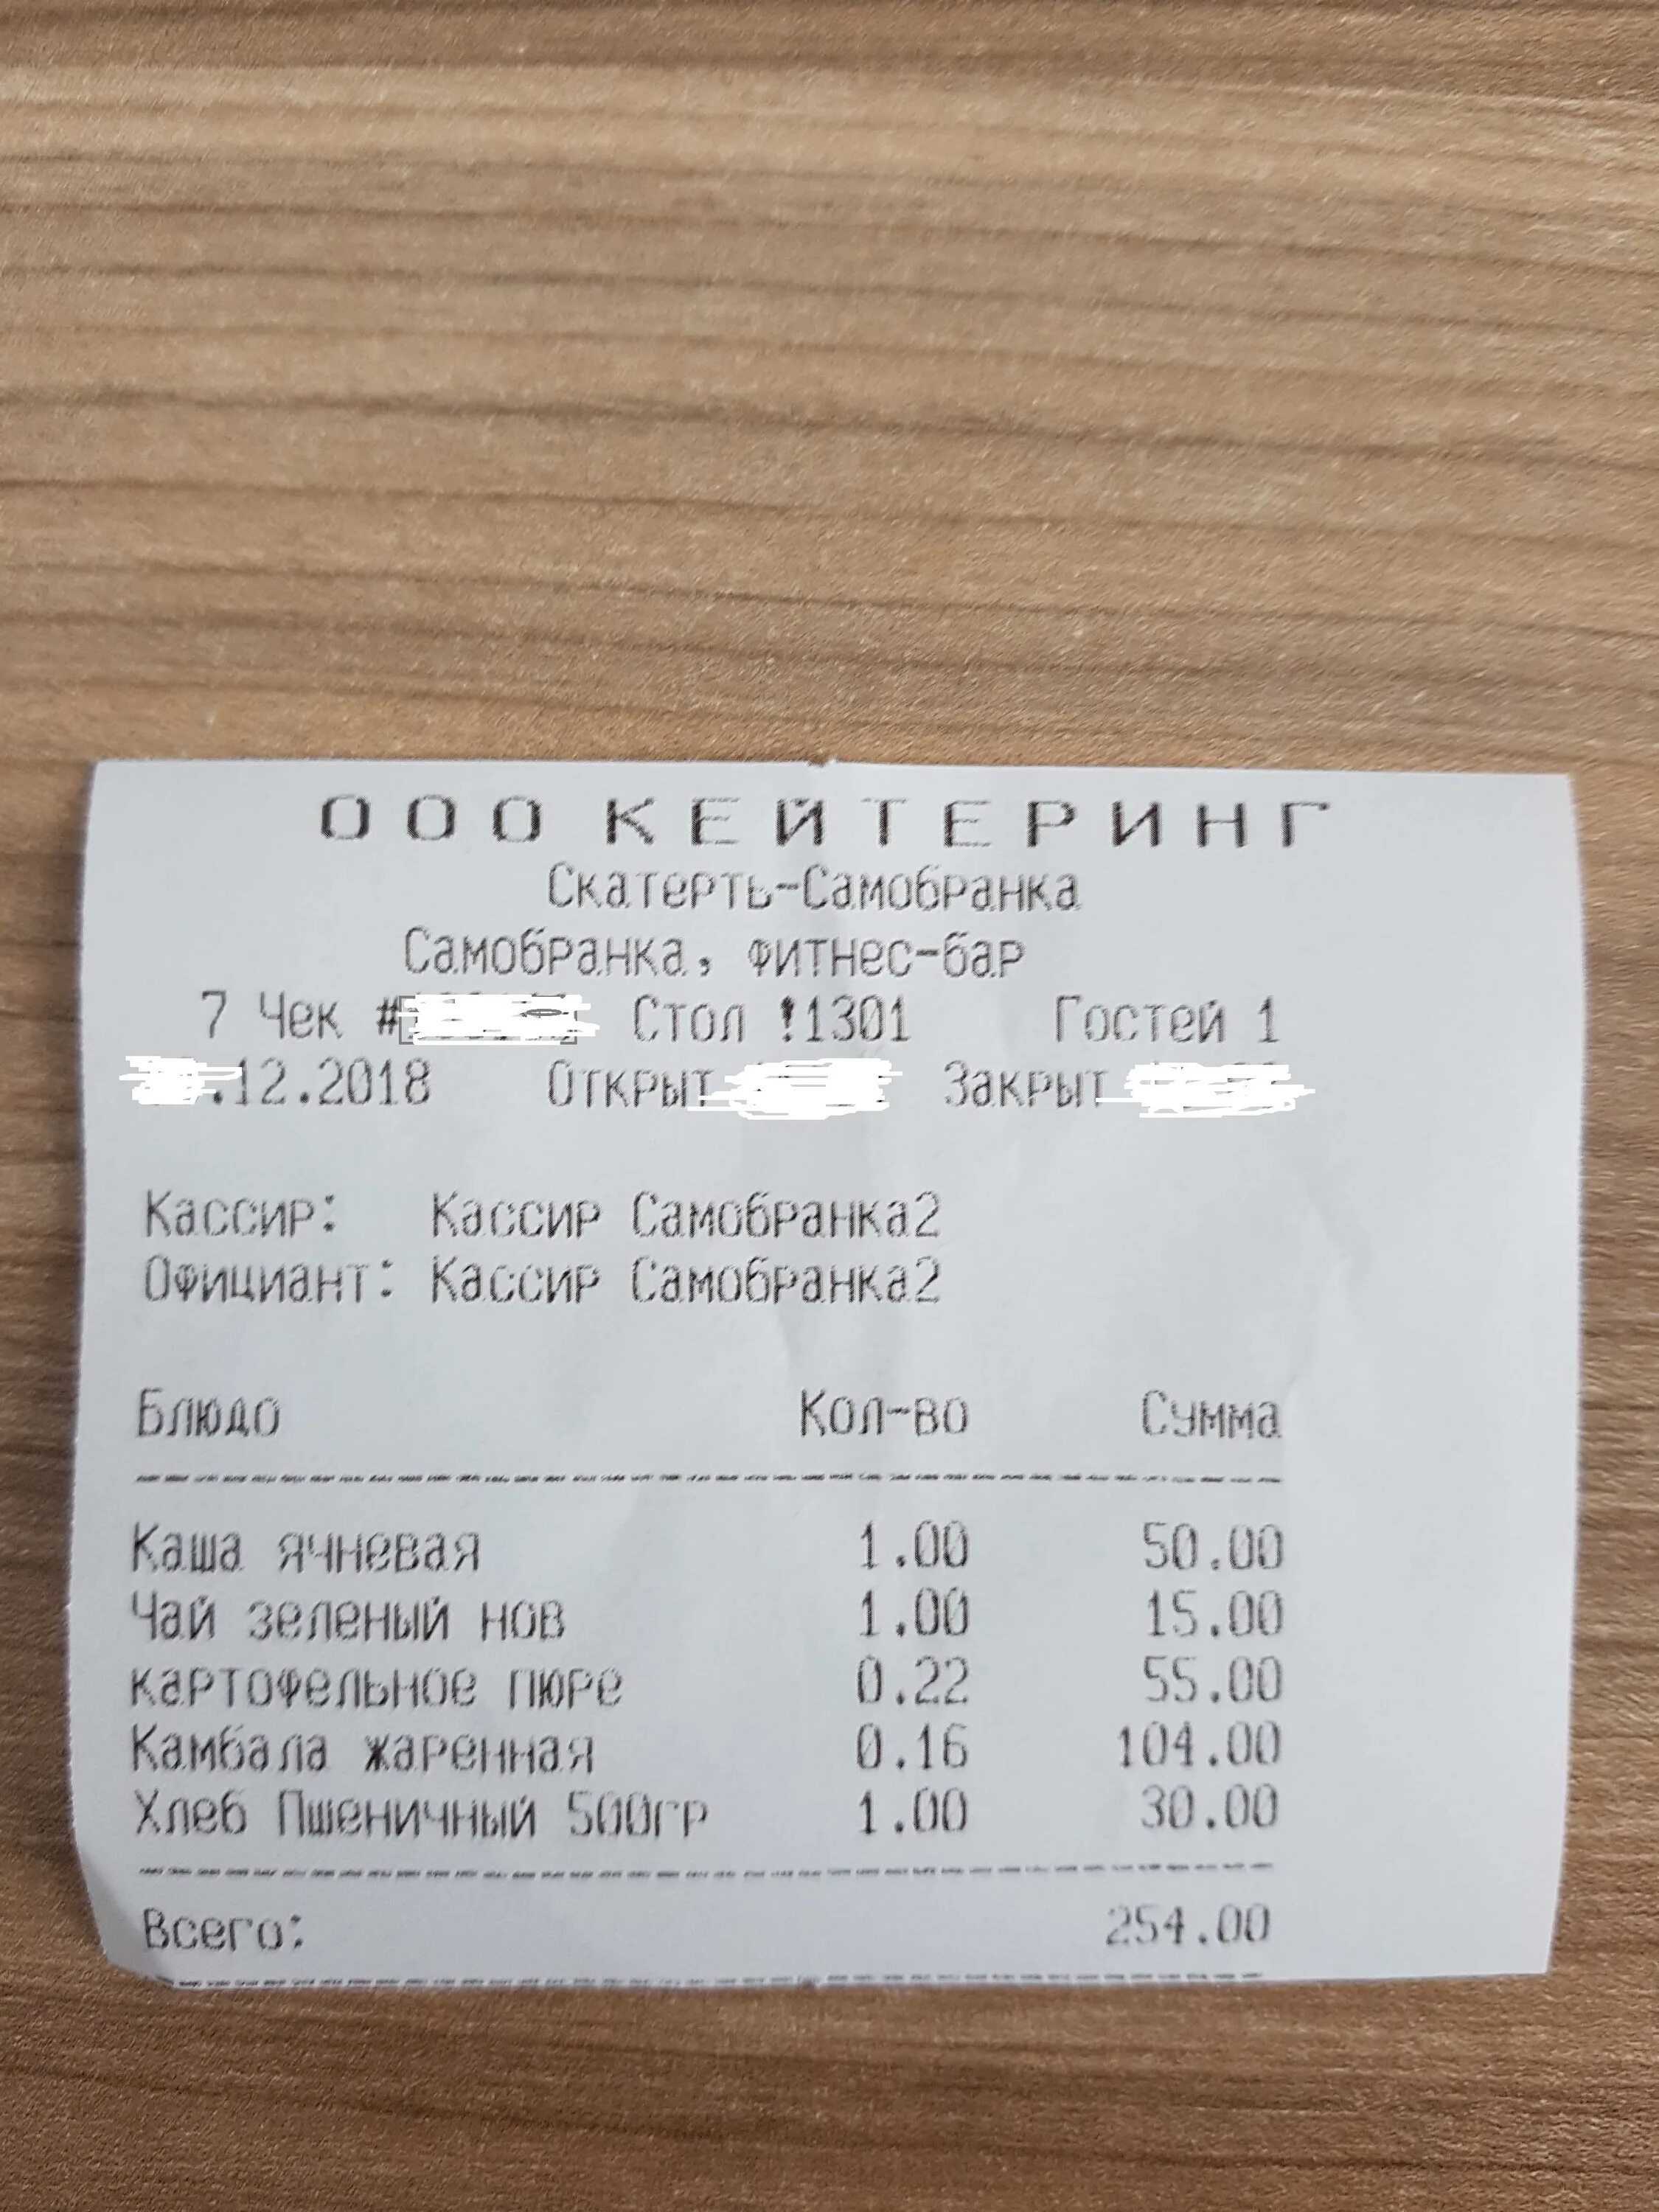 ООО КЕЙТЕРИНГ
Скатерть-Самобранка
Самобранка, фитнес-бар
7 Чек # Стол !1301 Гостей 1
.12.2018 Открыт Закрыт
Кассир: Кассир Самобранка2
Официант: Кассир Самобранка2
Блюдо Кол-во Сумма
Каша ячневая 1.00 50.00
Чай зеленый нов 1.00 15.00
картофельное пюре 0.22 55.00
Камбала жаренная 0.16 104.00
Хлеб Пшеничный 500гр 1.00 30.00
Всего: 254.00